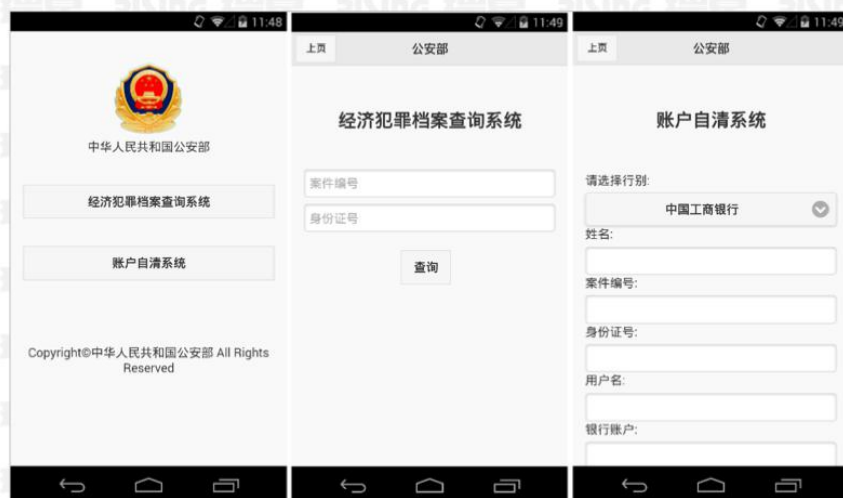 11:48
中华人民共和国公安部
经济犯罪档案查询系统
账户自清系统
Copyright©中华人民共和国公安部 All Rights
Reserved
11:49
上页
公安部
经济犯罪档案查询系统
案件编号
身份证号
查询
11:49
上页
公安部
账户自清系统
请选择行别:
中国工商银行
姓名:
案件编号:
身份证号:
用户名:
银行账户: